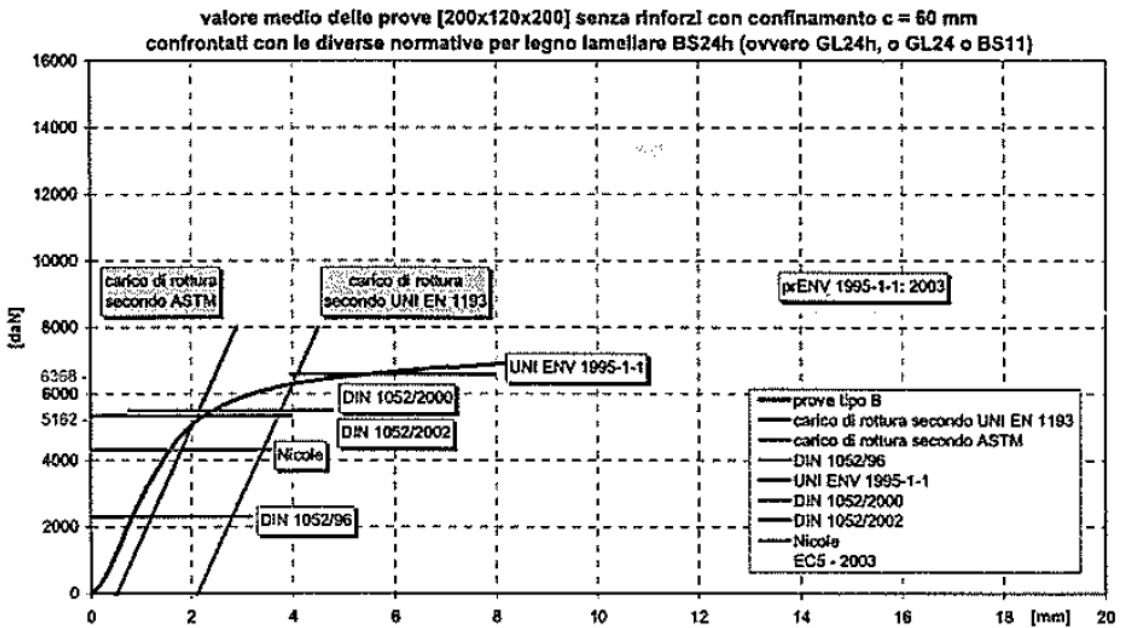 valore medio delle prove [200x120x200] senza rinforzi con confinamento c = 60 mm
confrontati con le diverse normative per legno lamellare BS24h (ovvero GL24h, o GL24 o BS11)
16000
14000
12000
10000
8000
6368 -
6000
5162 -
4000
2000
0
[daN]
carico di rottura
secondo ASTM
carico di rottura
secondo UNI EN 1193
prENV 1995-1-1: 2003
UNI ENV 1995-1-1
DIN 1052/2000
DIN 1052/2002
Nicole
DIN 1052/96
prove tipo B
carico di rottura secondo UNI EN 1193
carico di rottura secondo ASTM
DIN 1052/96
UNI ENV 1995-1-1
DIN 1052/2000
DIN 1052/2002
Nicole
EC5 - 2003
0 2 4 6 8 10 12 14 16 18 [mm] 20